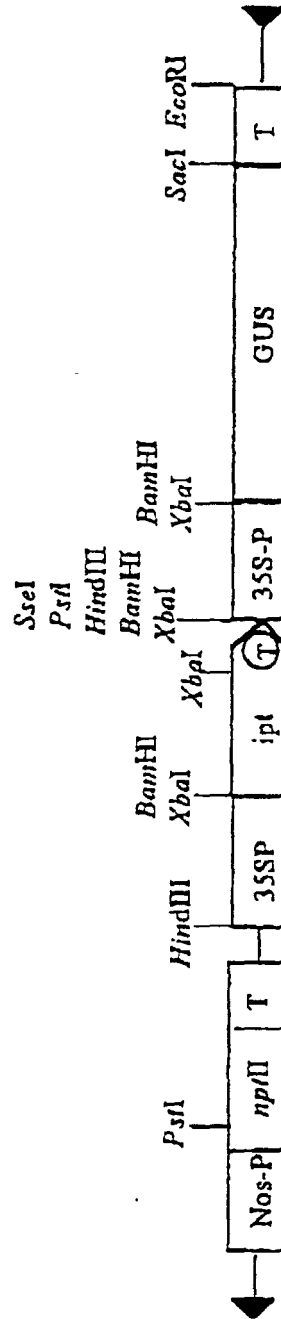 PstI
HindIII
BamHI
XbaI
XbaI
SseI
PstI
HindIII
BamHI
XbaI
BamHI
XbaI
SacI
EcoRI
Nos-P
nptII
T
35SP
ipt
T
35S-P
GUS
T